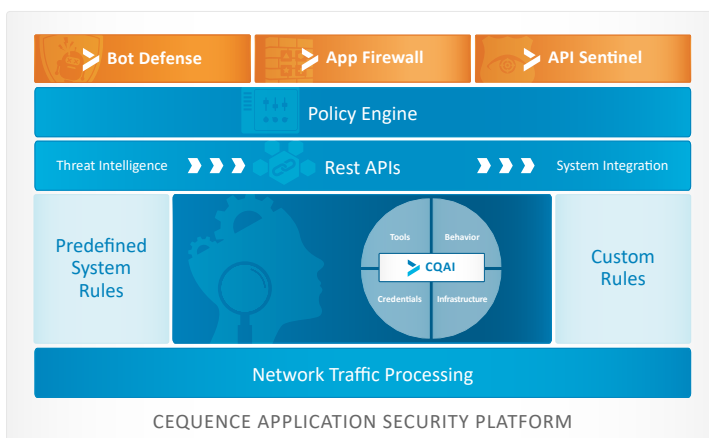 Bot Defense
App Firewall
API Sentinel
Policy Engine
Threat Intelligence
Rest APIs
System Integration
Predefined
System
Rules
Tools
Behavior
CQAI
Credentials
Infrastructure
Custom
Rules
Network Traffic Processing
CEQUENCE APPLICATION SECURITY PLATFORM